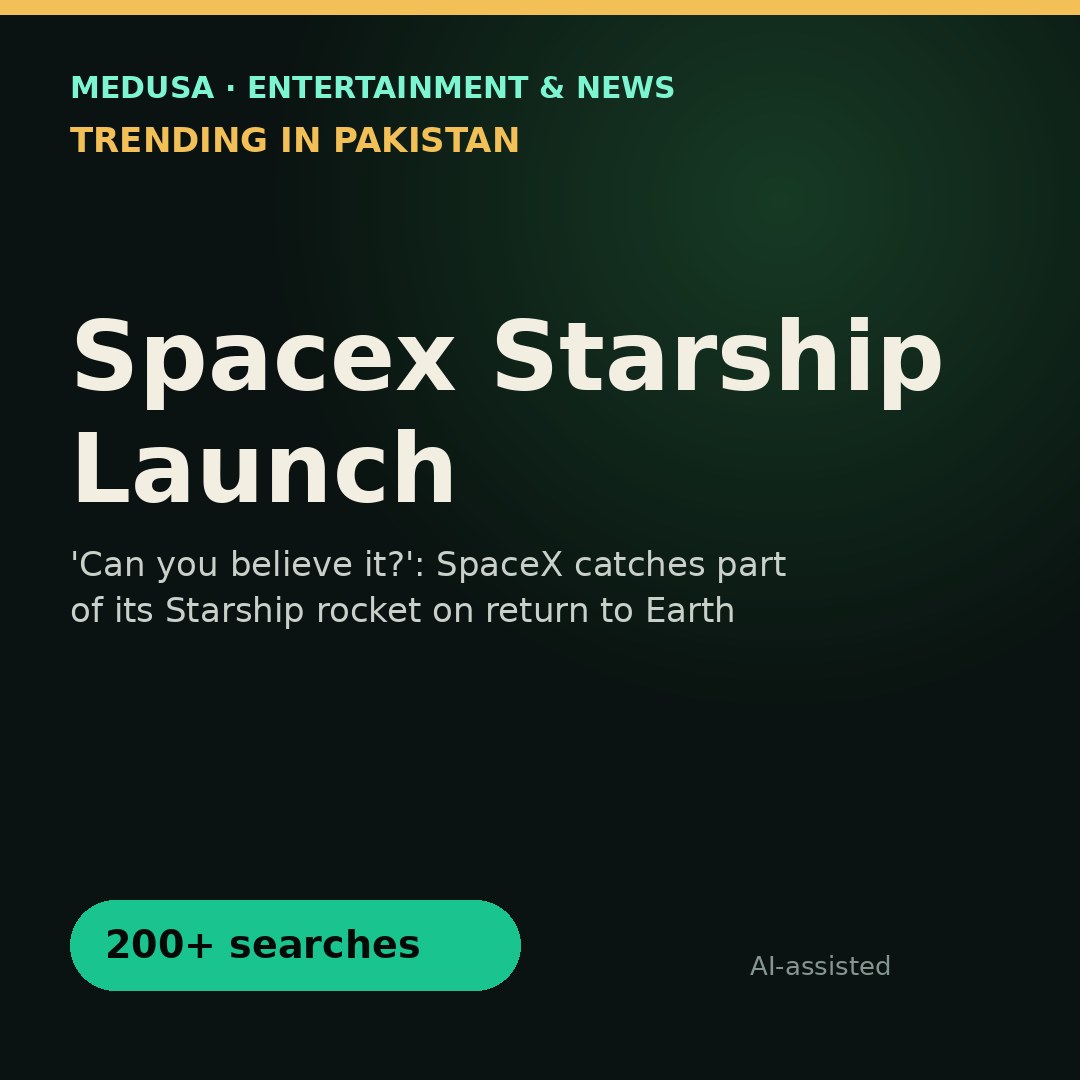 MEDUSA · ENTERTAINMENT & NEWS
TRENDING IN PAKISTAN
Spacex Starship
Launch
'Can you believe it?': SpaceX catches part
of its Starship rocket on return to Earth
200+ searches
AI-assisted